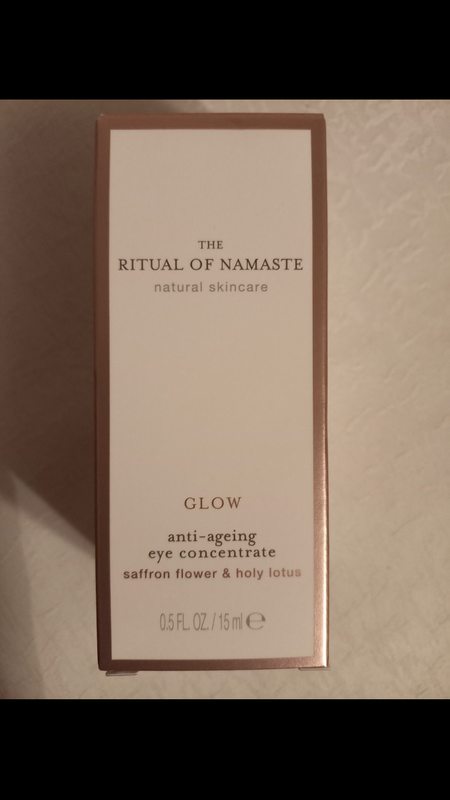 THE
RITUAL OF NAMASTE
natural skincare
GLOW
anti-ageing
eye concentrate
saffron flower & holy lotus
0.5 FL. OZ. / 15 ml ℮